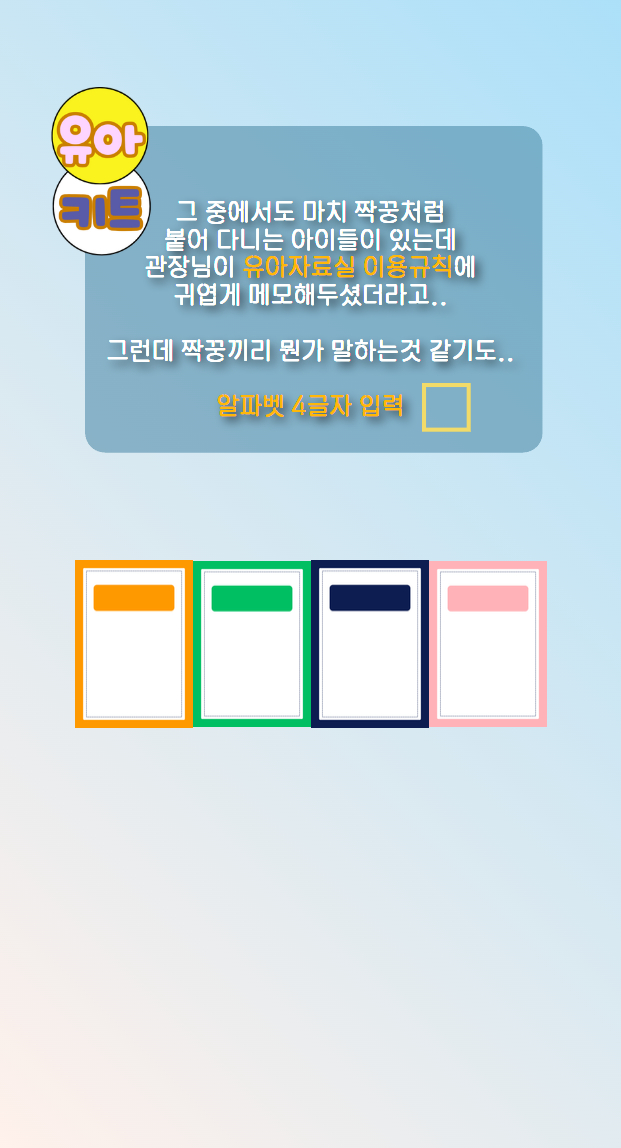 유아
키트
그 중에서도 마치 짝꿍처럼
붙어 다니는 아이들이 있는데
관장님이 유아자료실 이용규칙에
귀엽게 메모해두셨더라고..
그런데 짝꿍끼리 뭔가 말하는것 같기도..
알파벳 4글자 입력